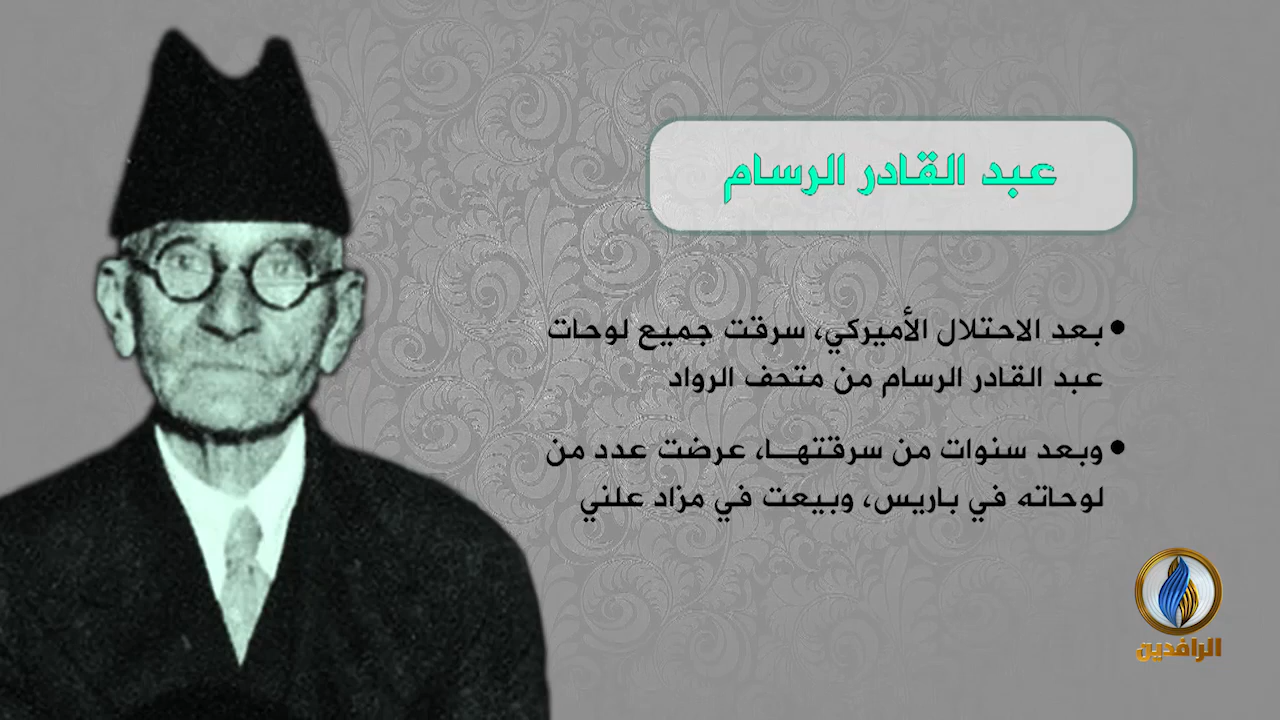 عبد القادر الرسام
• بعد الاحتلال الأميركي، سرقت جميع لوحات
عبد القادر الرسام من متحف الرواد
• وبعد سنوات من سرقتهـــا، عرضت عدد من
لوحاته في باريس، وبيعت في مزاد علني
الرافدين